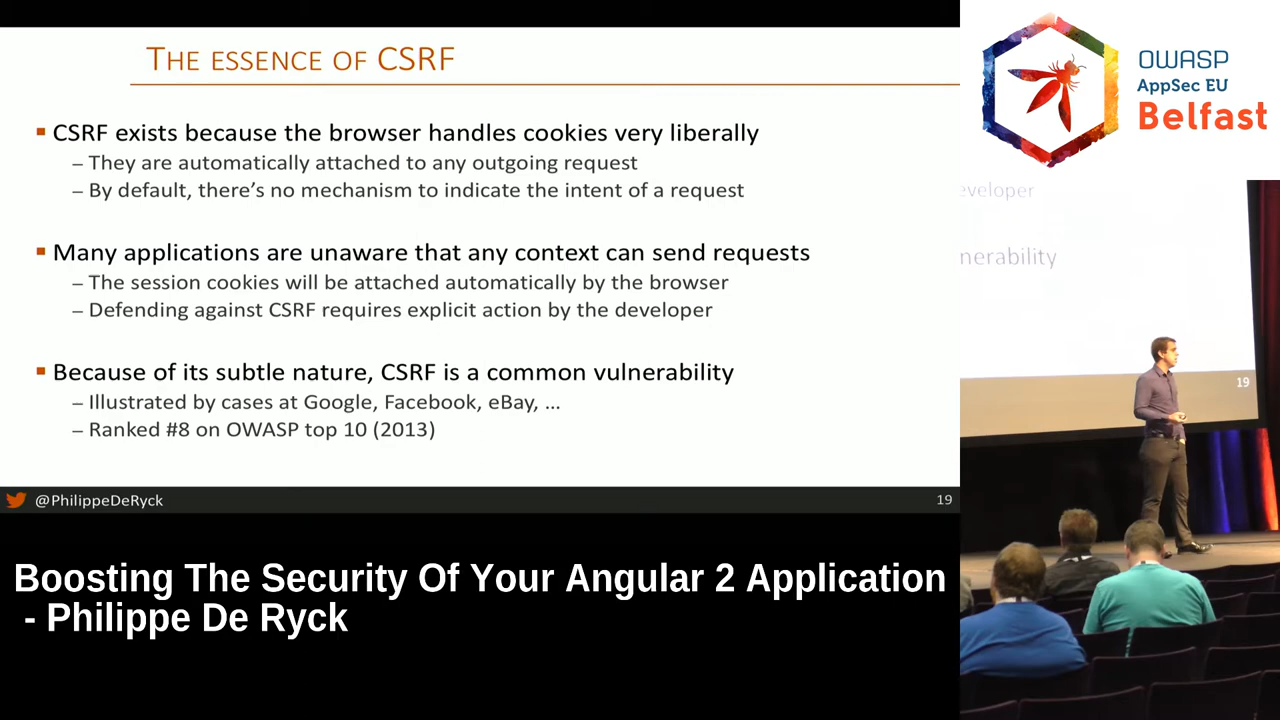 THE ESSENCE OF CSRF
▪ CSRF exists because the browser handles cookies very liberally
– They are automatically attached to any outgoing request
– By default, there's no mechanism to indicate the intent of a request
▪ Many applications are unaware that any context can send requests
– The session cookies will be attached automatically by the browser
– Defending against CSRF requires explicit action by the developer
▪ Because of its subtle nature, CSRF is a common vulnerability
– Illustrated by cases at Google, Facebook, eBay, ...
– Ranked #8 on OWASP top 10 (2013)
@PhilippeDeRyck
19
Boosting The Security Of Your Angular 2 Application
- Philippe De Ryck
OWASP
AppSec EU
Belfast
eveloper
nerability
19